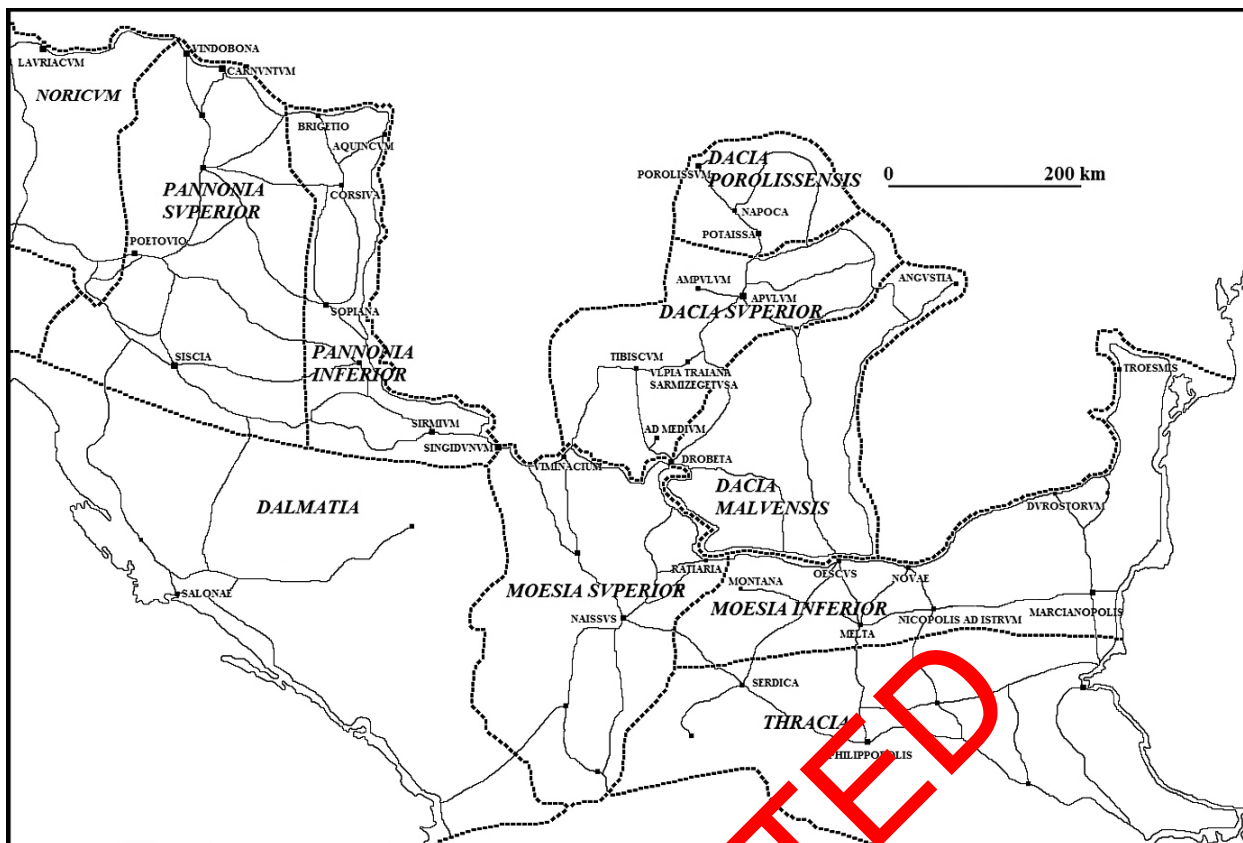 VINDOBONA
LAVRIACVM
CARNVNTVM
NORICVM
BRIGETIO
AQUINCVM
PANNONIA
SVPERIOR
CORSIVA
POETOVIO
SOPIANA
SISCIA
PANNONIA
INFERIOR
SIRMIVM
SINGIDVNVM
DALMATIA
SALONAE
DACIA
POROLISSENSIS
POROLISSVM
NAPOCA
POTAISSA
0 200 km
AMPVLVM
APVLVM
ANGVSTIA
DACIA SVPERIOR
TIBISCVM
VLPIA TRAIANA
SARMIZEGETVSA
TROESMIS
AD MEDIVM
DROBETA
VIMINACIUM
DACIA
MALVENSIS
DVROSTORVM
RATIARIA
OESCVS
NOVAE
MONTANA
MOESIA SVPERIOR
MOESIA INFERIOR
NAISSVS
MELTA
NICOPOLIS AD ISTRVM
MARCIANOPOLIS
SERDICA
THRACIA
PHILIPPOPOLIS
TED